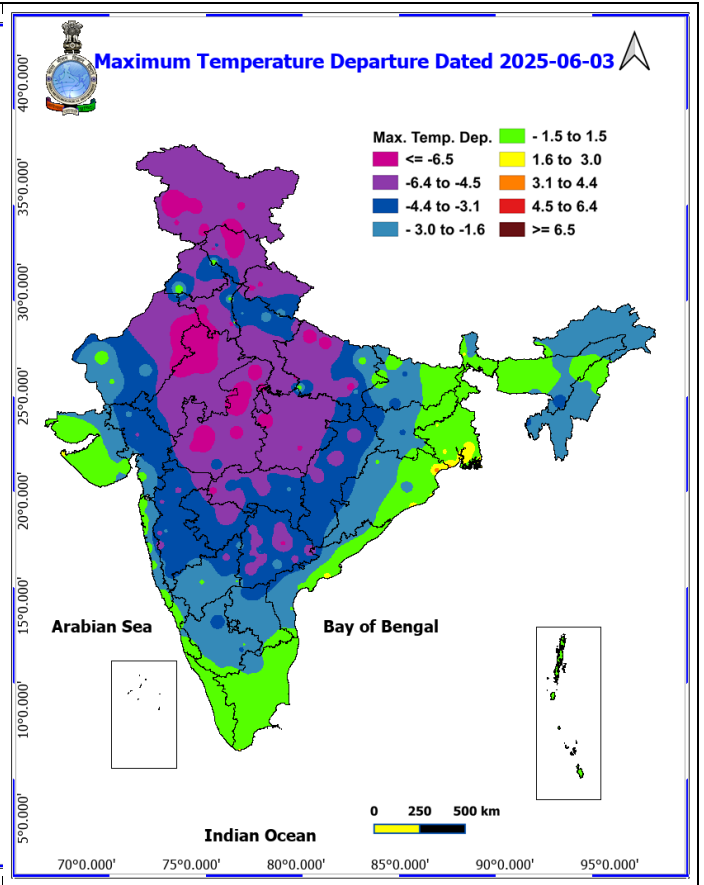 Maximum Temperature Departure Dated 2025-06-03
Max. Temp. Dep.
<= -6.5
-6.4 to -4.5
-4.4 to -3.1
- 3.0 to -1.6
- 1.5 to 1.5
1.6 to  3.0
3.1 to 4.4
4.5 to 6.4
>= 6.5
40°0.000'
35°0.000'
30°0.000'
25°0.000'
20°0.000'
15°0.000'
10°0.000'
5°0.000'
Arabian Sea
Bay of Bengal
Indian Ocean
0 250 500 km
70°0.000' 75°0.000' 80°0.000' 85°0.000' 90°0.000' 95°0.000'